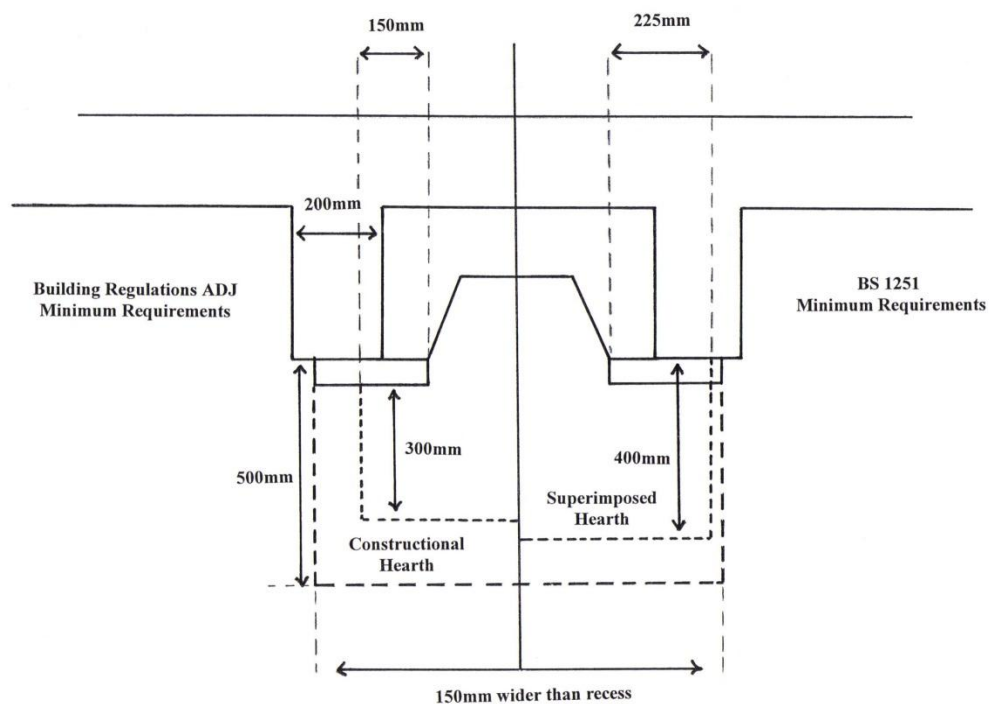 150mm
225mm
200mm
Building Regulations ADJ
Minimum Requirements
BS 1251
Minimum Requirements
300mm
400mm
500mm
Superimposed
Hearth
Constructional
Hearth
150mm wider than recess